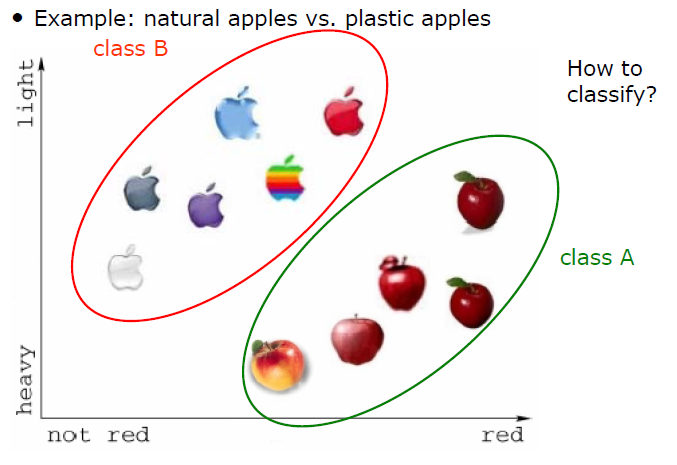 • Example: natural apples vs. plastic apples
class B
How to
classify?
light
class A
heavy
not red
red